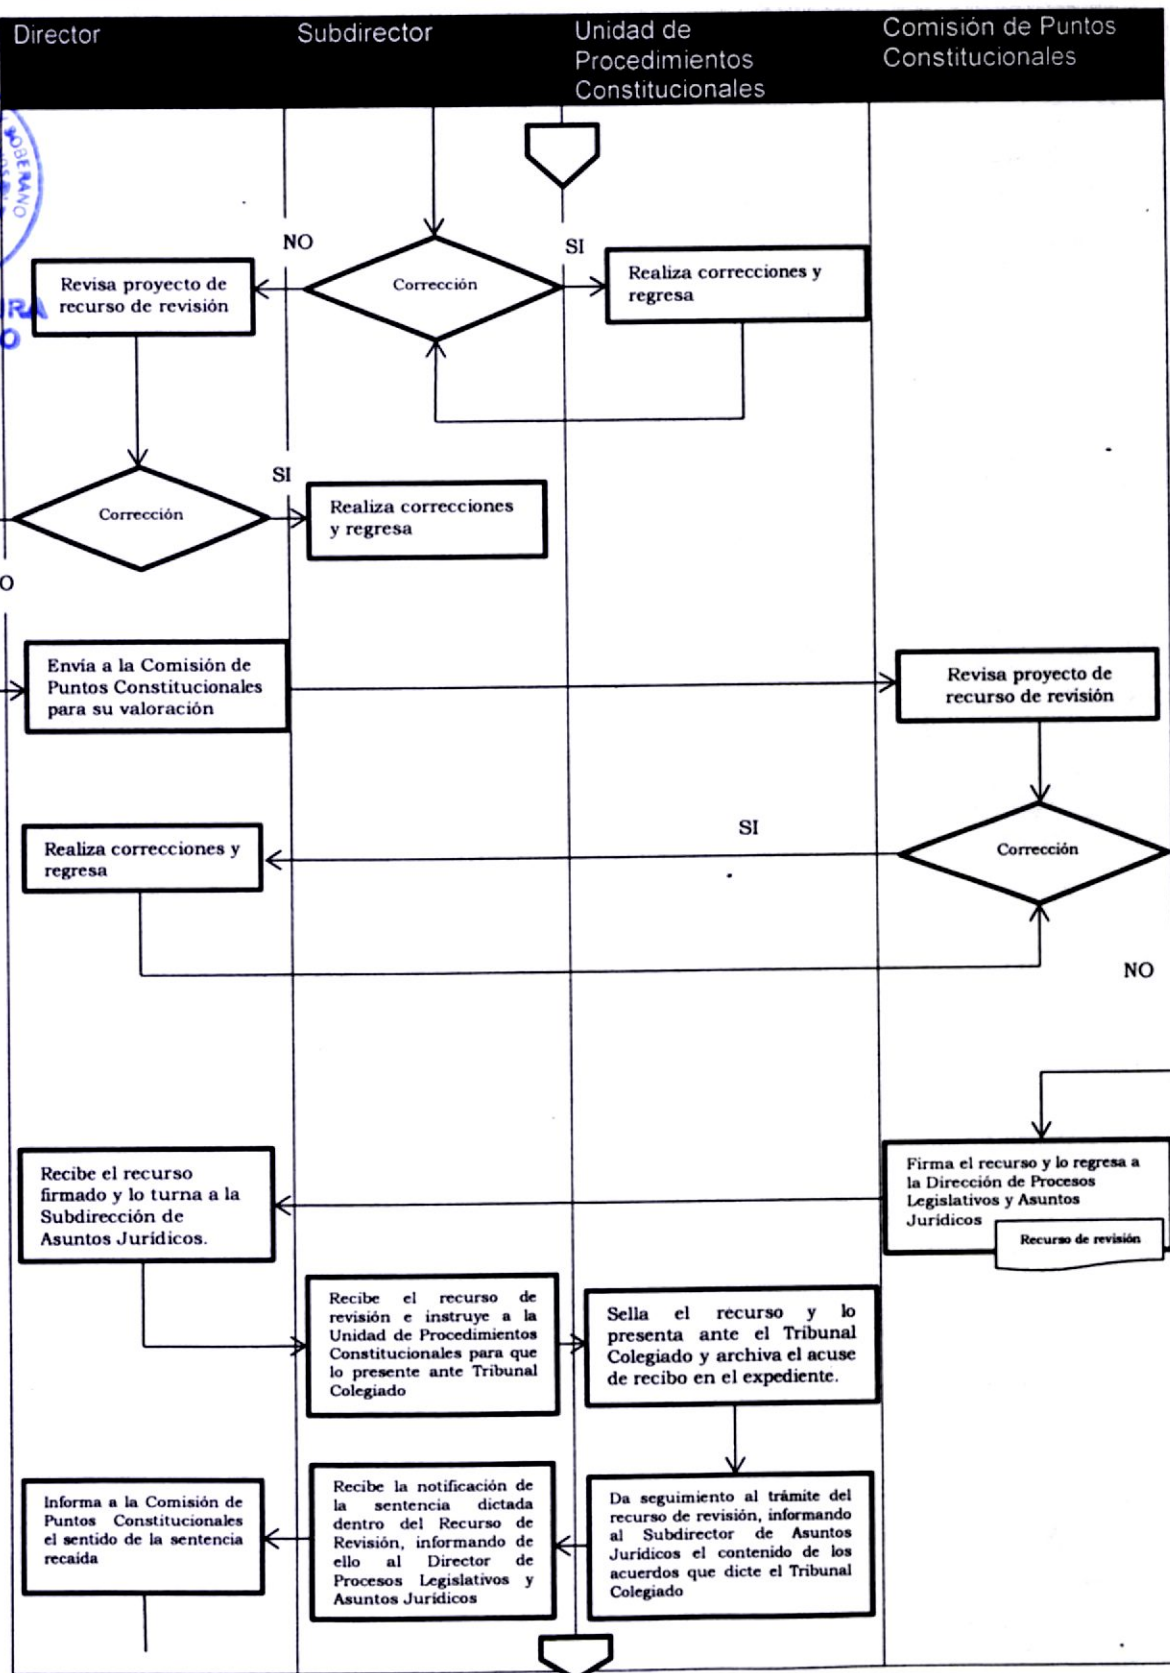 Director
Subdirector
Unidad de
Procedimientos
Constitucionales
Comisión de Puntos
Constitucionales
SOBERANO
RA
O
NO
SI
Revisa proyecto de
recurso de revisión
Corrección
Realiza correcciones y
regresa
SI
Corrección
Realiza correcciones
y regresa
O
Envía a la Comisión de
Puntos Constitucionales
para su valoración
Revisa proyecto de
recurso de revisión
SI
Realiza correcciones y
regresa
Corrección
NO
Recibe el recurso
firmado y lo turna a la
Subdirección de
Asuntos Jurídicos.
Firma el recurso y lo regresa a
la Dirección de Procesos
Legislativos y Asuntos
Jurídicos
Recurso de revisión
Recibe el recurso de
revisión e instruye a la
Unidad de Procedimientos
Constitucionales para que
lo presente ante Tribunal
Colegiado
Sella el recurso y lo
presenta ante el Tribunal
Colegiado y archiva el acuse
de recibo en el expediente.
Informa a la Comisión de
Puntos Constitucionales
el sentido de la sentencia
recaída
Recibe la notificación de
la sentencia dictada
dentro del Recurso de
Revisión, informando de
ello al Director de
Procesos Legislativos y
Asuntos Jurídicos
Da seguimiento al trámite del
recurso de revisión, informando
al Subdirector de Asuntos
Jurídicos el contenido de los
acuerdos que dicte el Tribunal
Colegiado